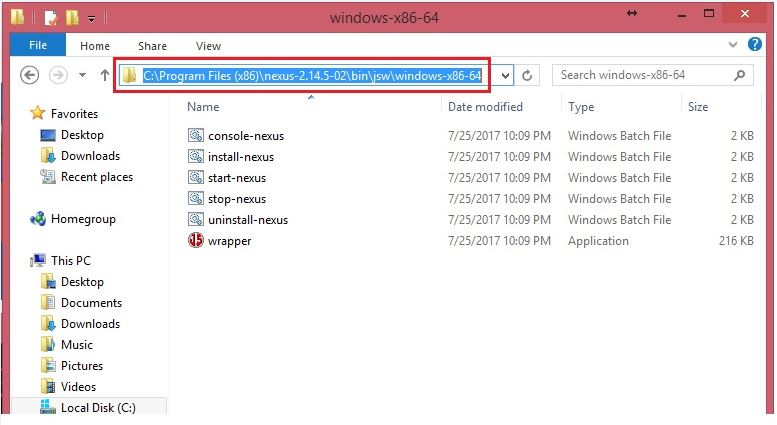 windows-x86-64
File Home Share View
C:\Program Files (x86)\nexus-2.14.5-02\bin\jsw\windows-x86-64 Search windows-x86-64
Favorites
Desktop
Downloads
Recent places
Homegroup
This PC
Desktop
Documents
Downloads
Music
Pictures
Videos
Local Disk (C:)
Name Date modified Type Size
console-nexus 7/25/2017 10:09 PM Windows Batch File 2 KB
install-nexus 7/25/2017 10:09 PM Windows Batch File 2 KB
start-nexus 7/25/2017 10:09 PM Windows Batch File 2 KB
stop-nexus 7/25/2017 10:09 PM Windows Batch File 2 KB
uninstall-nexus 7/25/2017 10:09 PM Windows Batch File 2 KB
wrapper 7/25/2017 10:09 PM Application 216 KB